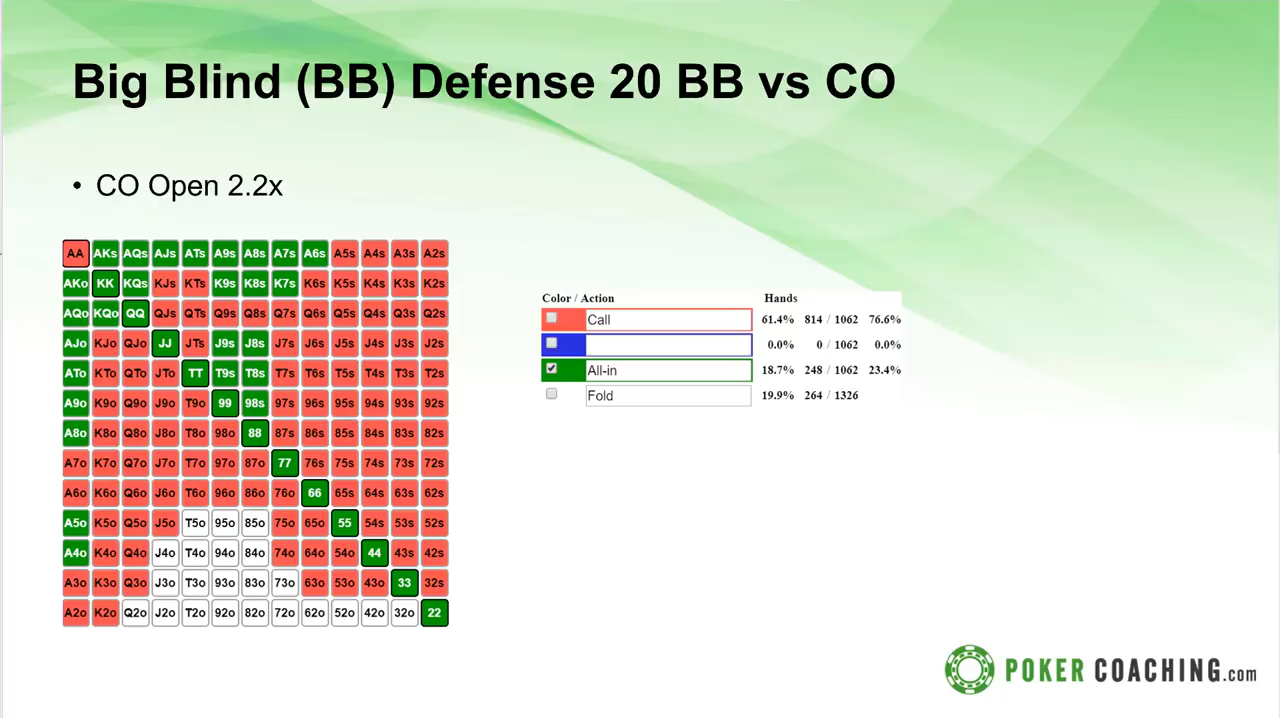 Big Blind (BB) Defense 20 BB vs CO
• CO Open 2.2x
AA AKs AQs AJs ATs A9s A8s A7s A6s A5s A4s A3s A2s
AKo KK KQs KJs KTs K9s K8s K7s K6s K5s K4s K3s K2s
AQo KQo QQ QJs QTs Q9s Q8s Q7s Q6s Q5s Q4s Q3s Q2s
AJo KJo QJo JJ JTs J9s J8s J7s J6s J5s J4s J3s J2s
ATo KTo QTo JTo TT T9s T8s T7s T6s T5s T4s T3s T2s
A9o K9o Q9o J9o T9o 99 98s 97s 96s 95s 94s 93s 92s
A8o K8o Q8o J8o T8o 98o 88 87s 86s 85s 84s 83s 82s
A7o K7o Q7o J7o T7o 97o 87o 77 76s 75s 74s 73s 72s
A6o K6o Q6o J6o T6o 96o 86o 76o 66 65s 64s 63s 62s
A5o K5o Q5o J5o T5o 95o 85o 75o 65o 55 54s 53s 52s
A4o K4o Q4o J4o T4o 94o 84o 74o 64o 54o 44 43s 42s
A3o K3o Q3o J3o T3o 93o 83o 73o 63o 53o 43o 33 32s
A2o K2o Q2o J2o T2o 92o 82o 72o 62o 52o 42o 32o 22
Color / Action Hands
Call 61.4% 814 / 1062 76.6%
0.0% 0 / 1062 0.0%
All-in 18.7% 248 / 1062 23.4%
Fold 19.9% 264 / 1326
POKER COACHING.com